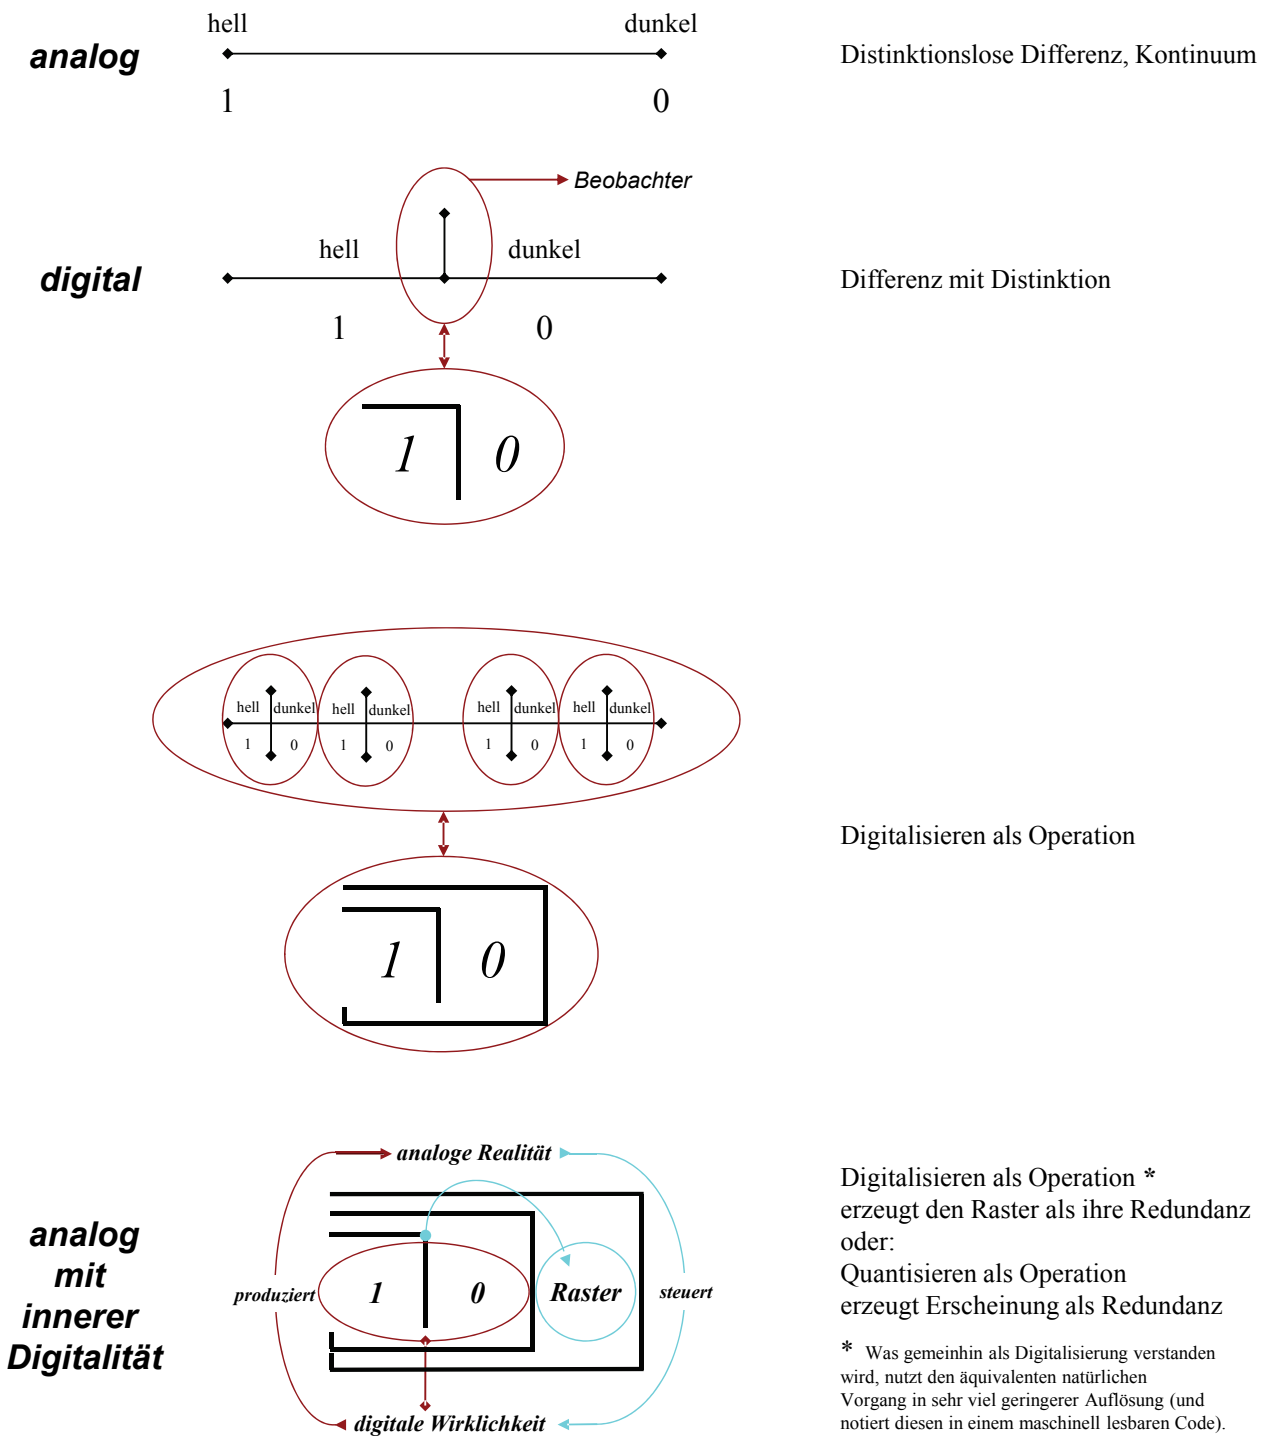 hell dunkel
analog Distinktionslose Differenz, Kontinuum
1 0
Beobachter
hell dunkel
digital Differenz mit Distinktion
1 0
1 0
hell dunkel hell dunkel hell dunkel hell dunkel
1 0 1 0 1 0 1 0
Digitalisieren als Operation
1 0
analoge Realität
analog
mit
innerer
Digitalität
produziert 1 0 Raster steuert
digitale Wirklichkeit
Digitalisieren als Operation *
erzeugt den Raster als ihre Redundanz
oder:
Quantisieren als Operation
erzeugt Erscheinung als Redundanz
* Was gemeinhin als Digitalisierung verstanden
wird, nutzt den äquivalenten natürlichen
Vorgang in sehr viel geringerer Auflösung (und
notiert diesen in einem maschinell lesbaren Code).